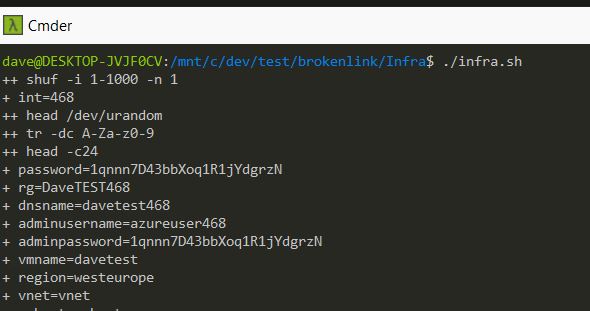 Cmder
dave@DESKTOP-JVJF0CV:/mnt/c/dev/test/brokenlink/Infra$ ./infra.sh
++ shuf -i 1-1000 -n 1
+ int=468
++ head /dev/urandom
++ tr -dc A-Za-z0-9
++ head -c24
+ password=1qnnn7D43bbXoq1R1jYdgrzN
+ rg=DaveTEST468
+ dnsname=davetest468
+ adminusername=azureuser468
+ adminpassword=1qnnn7D43bbXoq1R1jYdgrzN
+ vmname=davetest
+ region=westeurope
+ vnet=vnet